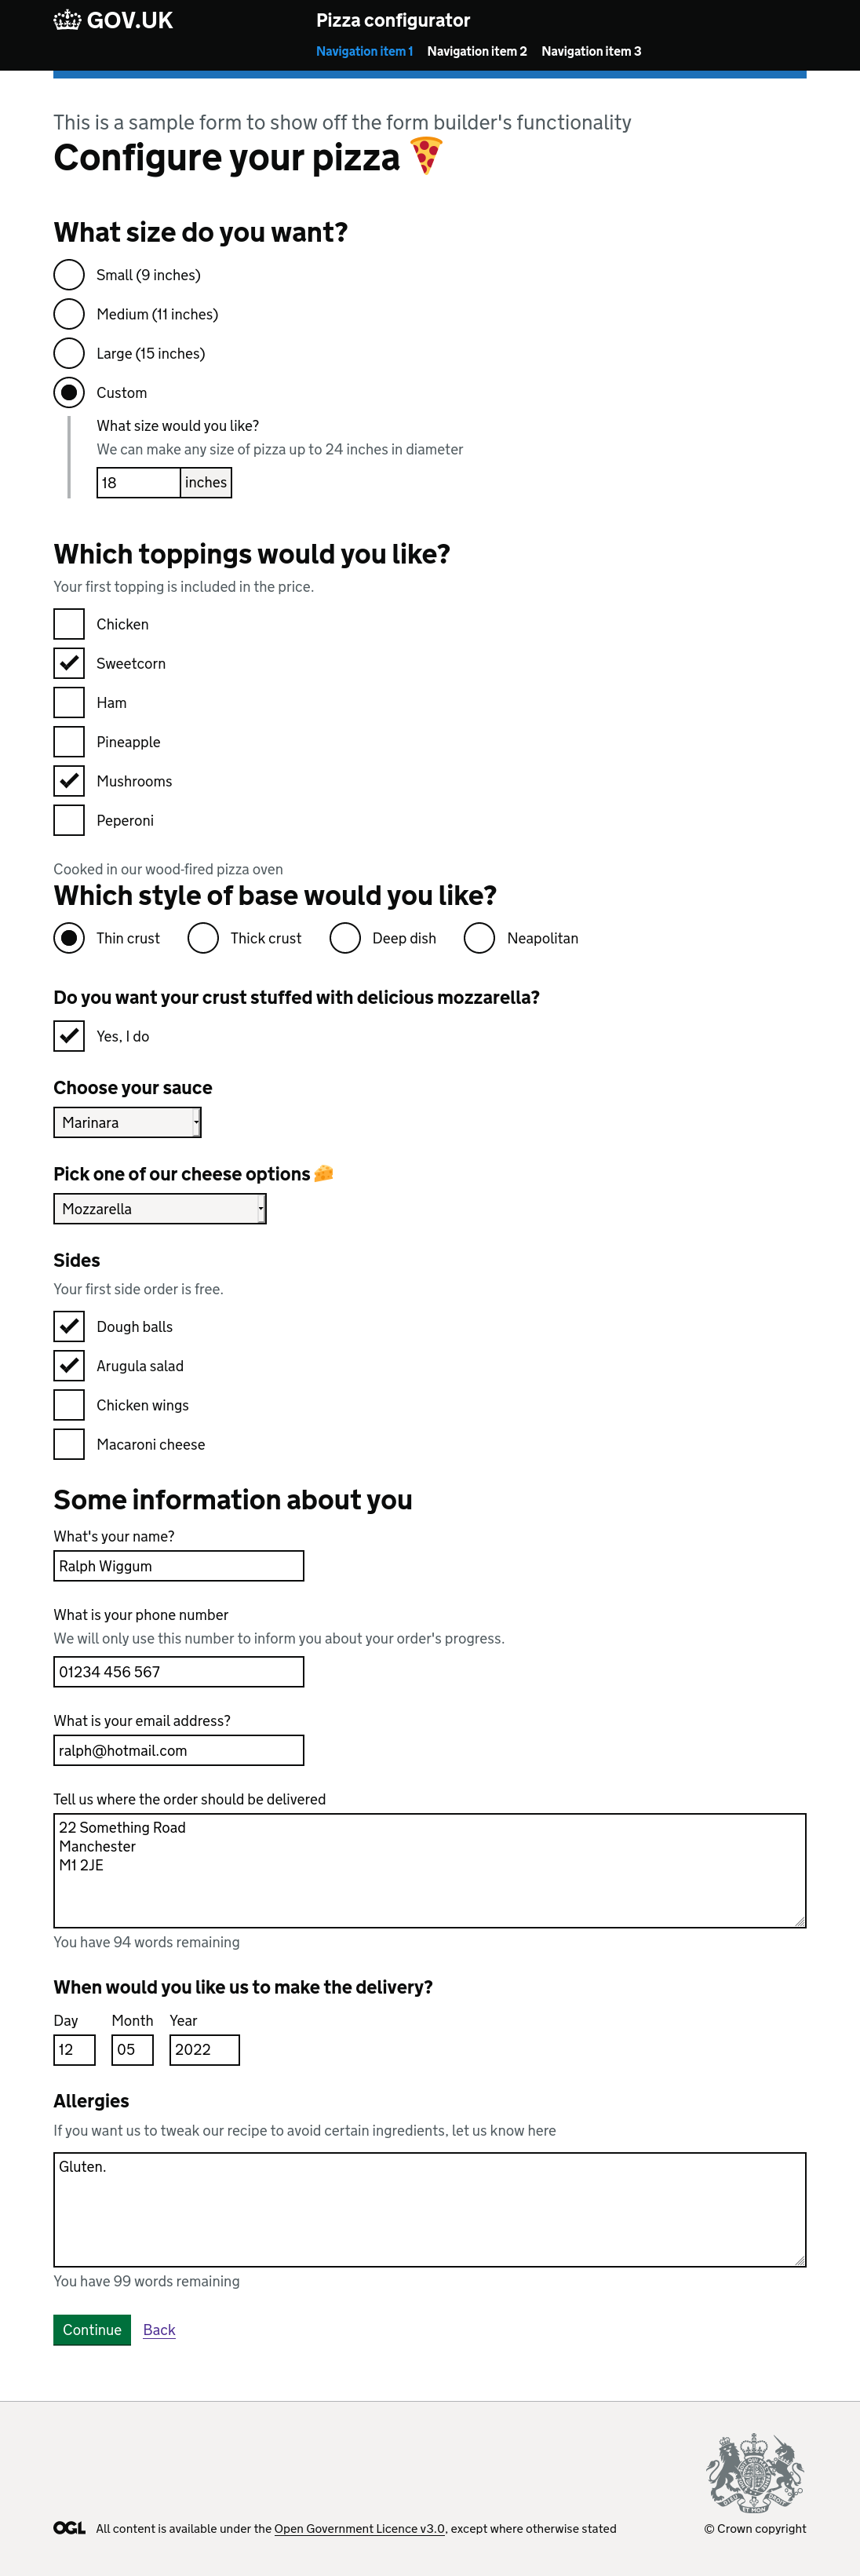 GOV.UK
Pizza configurator
Navigation item 1 Navigation item 2 Navigation item 3
This is a sample form to show off the form builder's functionality
Configure your pizza 🍕
What size do you want?
Small (9 inches)
Medium (11 inches)
Large (15 inches)
Custom
What size would you like?
We can make any size of pizza up to 24 inches in diameter
18 inches
Which toppings would you like?
Your first topping is included in the price.
Chicken
Sweetcorn
Ham
Pineapple
Mushrooms
Peperoni
Cooked in our wood-fired pizza oven
Which style of base would you like?
Thin crust Thick crust Deep dish Neapolitan
Do you want your crust stuffed with delicious mozzarella?
Yes, I do
Choose your sauce
Marinara
Pick one of our cheese options 🧀
Mozzarella
Sides
Your first side order is free.
Dough balls
Arugula salad
Chicken wings
Macaroni cheese
Some information about you
What's your name?
Ralph Wiggum
What is your phone number
We will only use this number to inform you about your order's progress.
01234 456 567
What is your email address?
ralph@hotmail.com
Tell us where the order should be delivered
22 Something Road
Manchester
M1 2JE
You have 94 words remaining
When would you like us to make the delivery?
Day Month Year
12 05 2022
Allergies
If you want us to tweak our recipe to avoid certain ingredients, let us know here
Gluten.
You have 99 words remaining
Continue Back
OGL All content is available under the Open Government Licence v3.0, except where otherwise stated
© Crown copyright